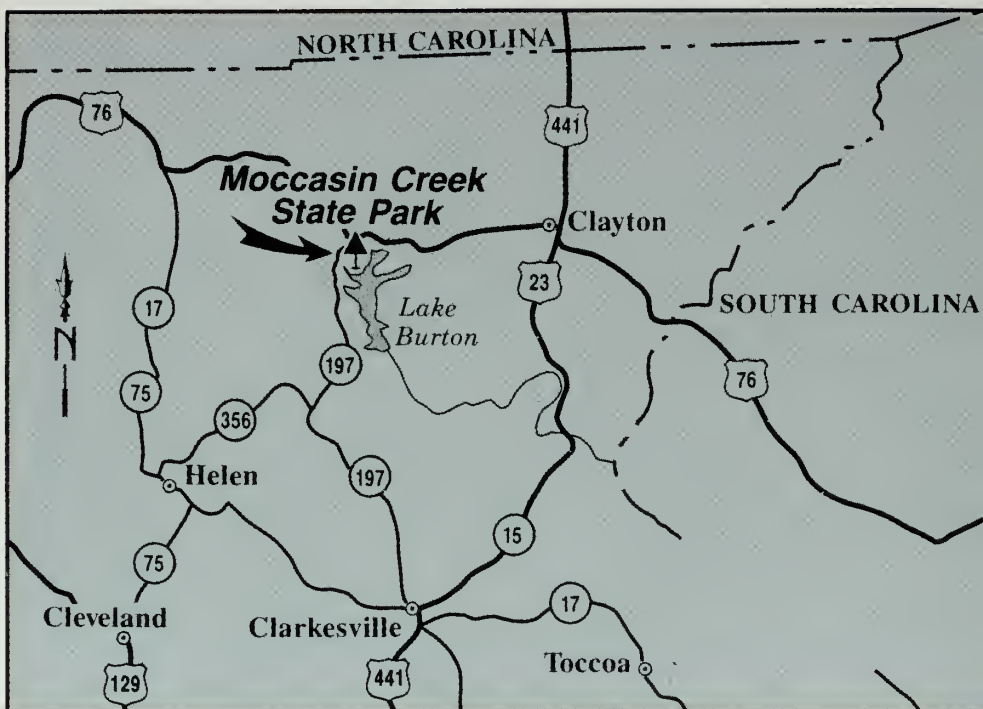 NORTH CAROLINA
76
441
Moccasin Creek
State Park
Clayton
23
17
Lake
Burton
SOUTH CAROLINA
N
197
76
75
356
Helen
197
15
75
17
Cleveland
Clarkesville
Toccoa
129
441